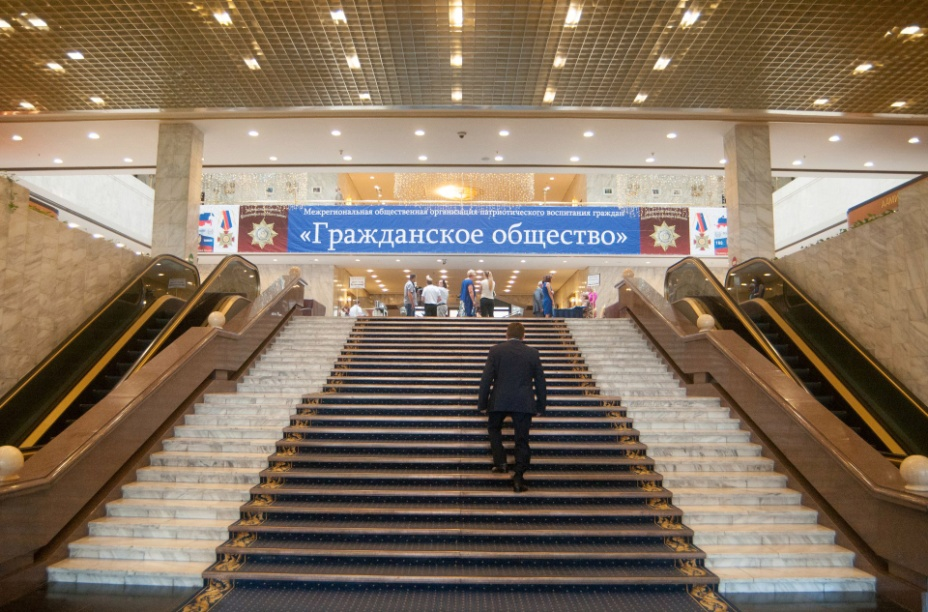 Межрегиональная общественная организация патриотического воспитания граждан
«Гражданское общество»